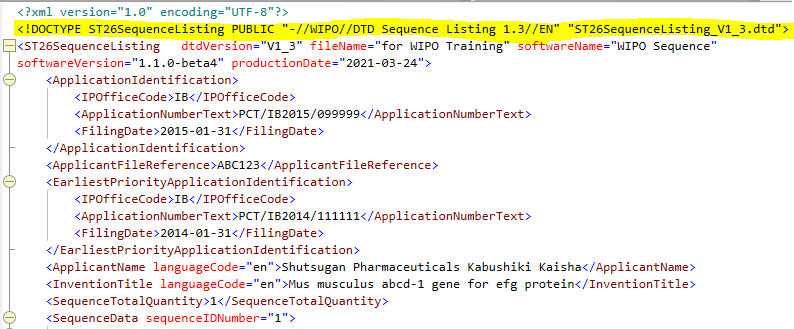 <?xml version="1.0" encoding="UTF-8"?>
<!DOCTYPE ST26SequenceListing PUBLIC "-//WIPO//DTD Sequence Listing 1.3//EN" "ST26SequenceListing_V1_3.dtd">
<ST26SequenceListing dtdVersion="V1_3" fileName="for WIPO Training" softwareName="WIPO Sequence"
softwareVersion="1.1.0-beta4" productionDate="2021-03-24">
<ApplicationIdentification>
<IPOfficeCode>IB</IPOfficeCode>
<ApplicationNumberText>PCT/IB2015/099999</ApplicationNumberText>
<FilingDate>2015-01-31</FilingDate>
</ApplicationIdentification>
<ApplicantFileReference>ABC123</ApplicantFileReference>
<EarliestPriorityApplicationIdentification>
<IPOfficeCode>IB</IPOfficeCode>
<ApplicationNumberText>PCT/IB2014/111111</ApplicationNumberText>
<FilingDate>2014-01-31</FilingDate>
</EarliestPriorityApplicationIdentification>
<ApplicantName languageCode="en">Shutsugan Pharmaceuticals Kabushiki Kaisha</ApplicantName>
<InventionTitle languageCode="en">Mus musculus abcd-1 gene for efg protein</InventionTitle>
<SequenceTotalQuantity>1</SequenceTotalQuantity>
<SequenceData sequenceIDNumber="1">